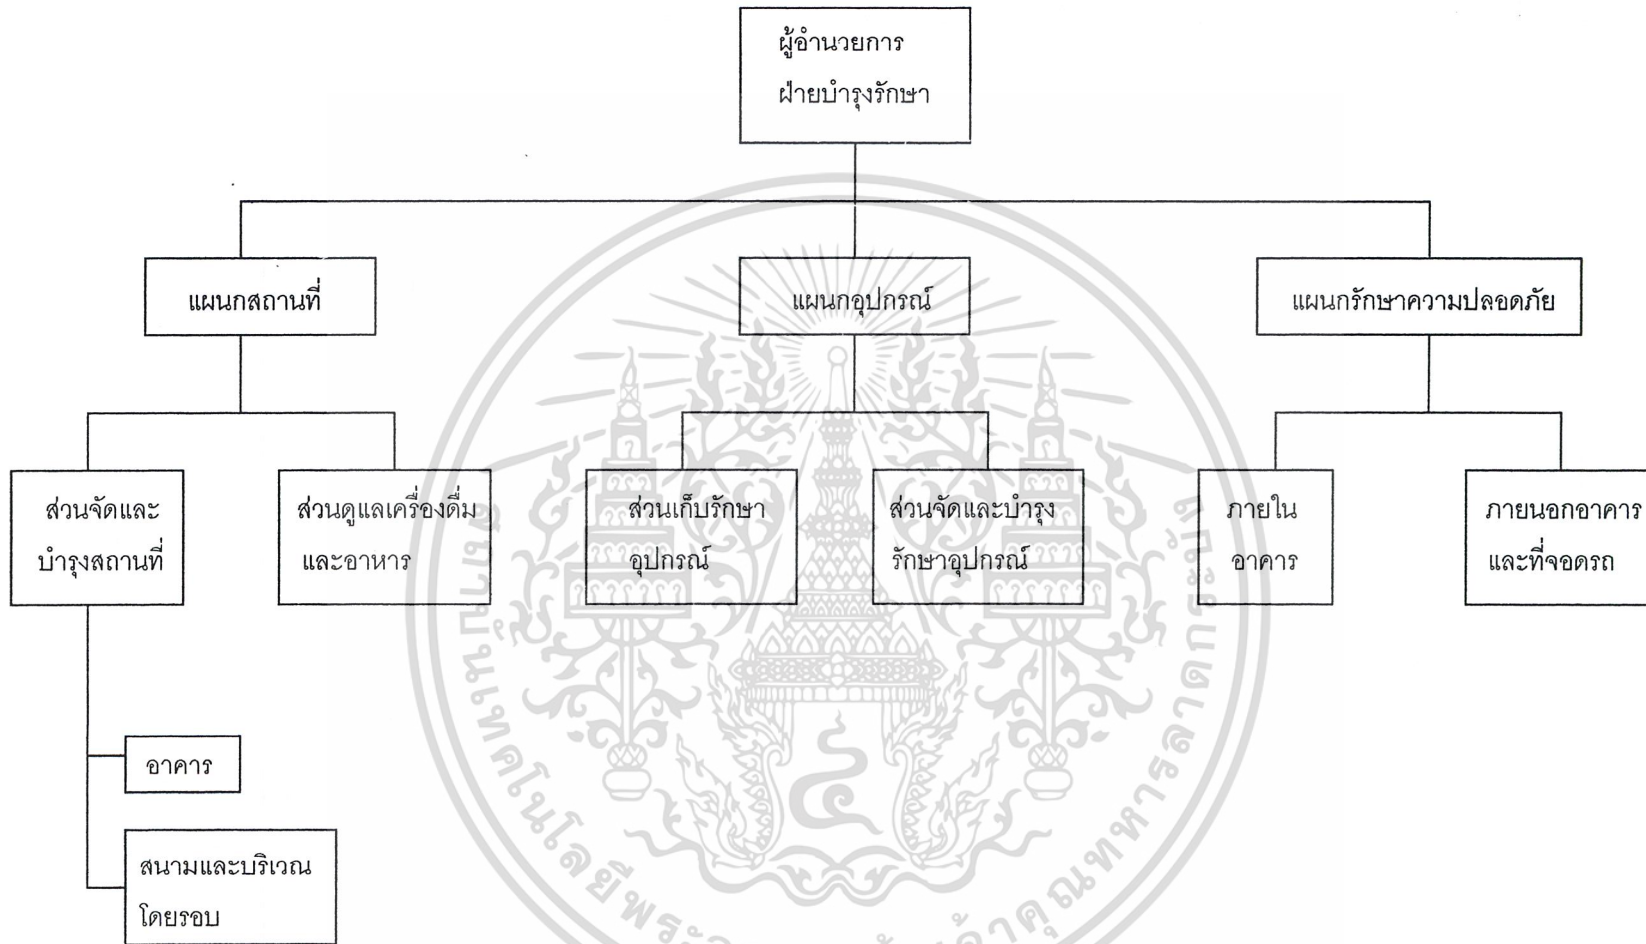 ผู้อำนวยการ
ฝ่ายบำรุงรักษา
แผนกสถานที่
แผนกอุปกรณ์
แผนกรักษาความปลอดภัย
ส่วนจัดและ
บำรุงสถานที่
ส่วนดูแลเครื่องดื่ม
และอาหาร
ส่วนเก็บรักษา
อุปกรณ์
ส่วนจัดและบำรุง
รักษาอุปกรณ์
ภายใน
อาคาร
ภายนอกอาคาร
และที่จอดรถ
อาคาร
สนามและบริเวณ
โดยรอบ